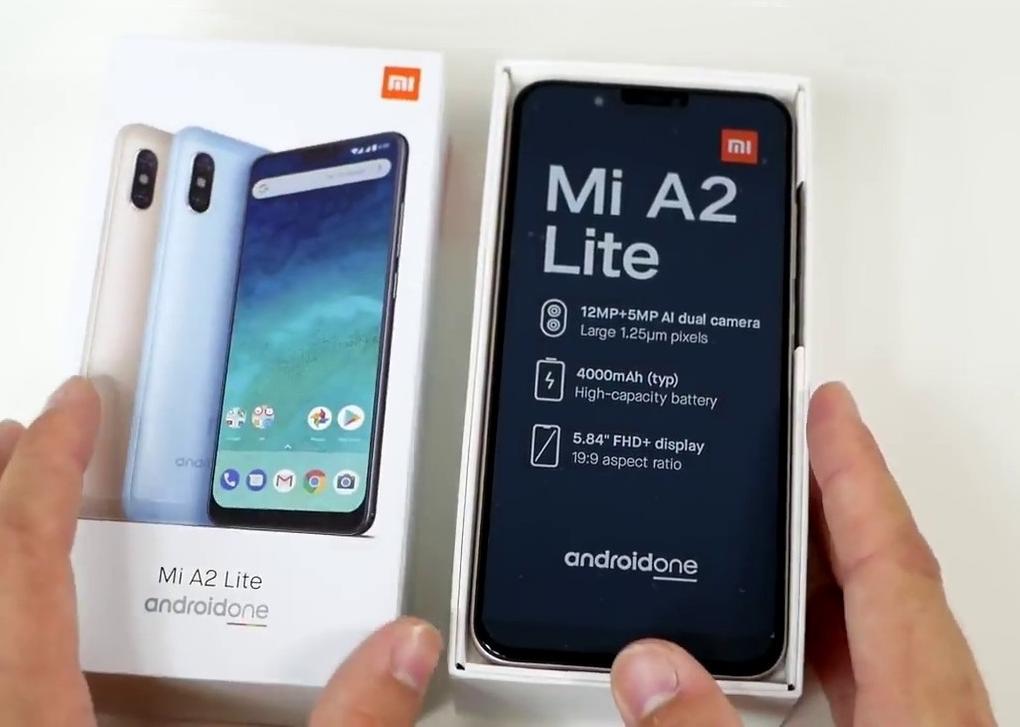 mi
andr
Mi A2 Lite
androidone
mi
Mi A2
Lite
12MP+5MP AI dual camera
Large 1.25μm pixels
4000mAh (typ)
High-capacity battery
5.84" FHD+ display
19:9 aspect ratio
androidone